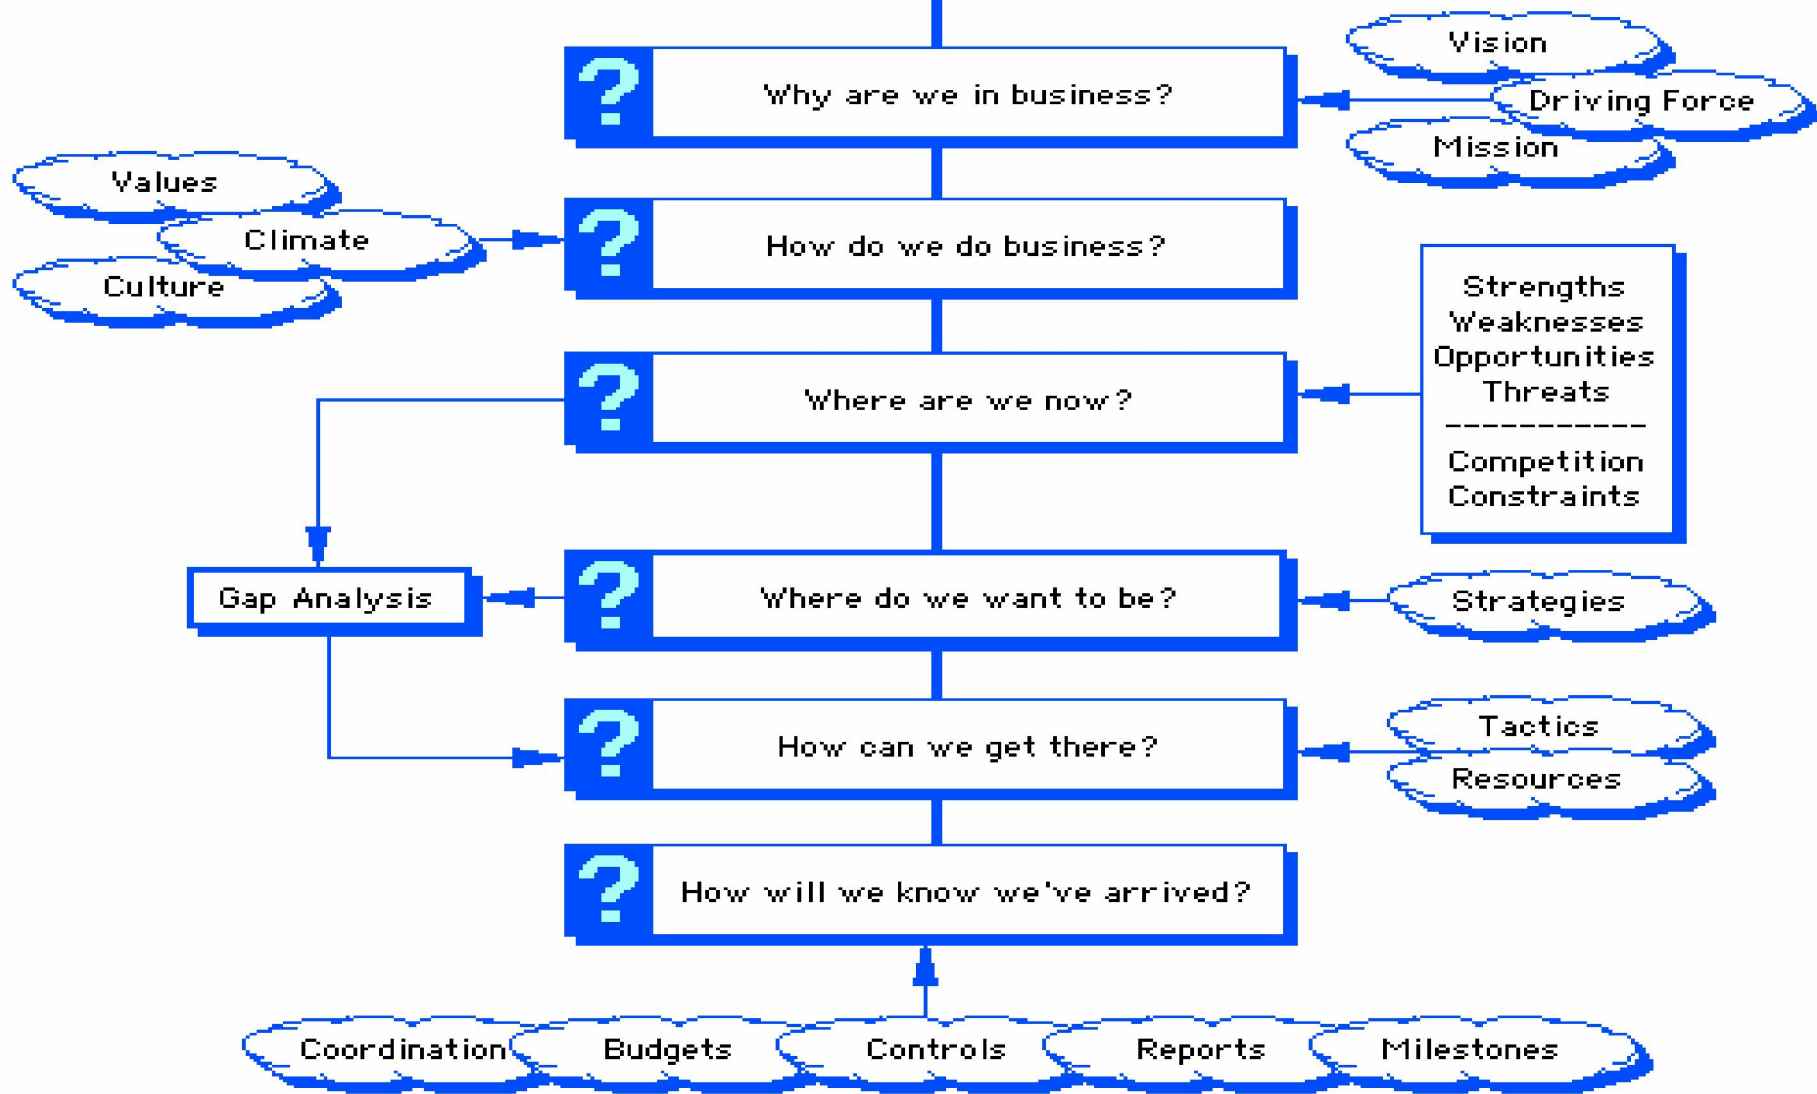 Vision
?
Why are we in business?
Driving Force
Mission
Values
Climate
Culture
?
How do we do business?
Strengths
Weaknesses
Opportunities
Threats
-----------
Competition
Constraints
?
Where are we now?
Gap Analysis
?
Where do we want to be?
Strategies
?
How can we get there?
Tactics
Resources
?
How will we know we've arrived?
Coordination
Budgets
Controls
Reports
Milestones